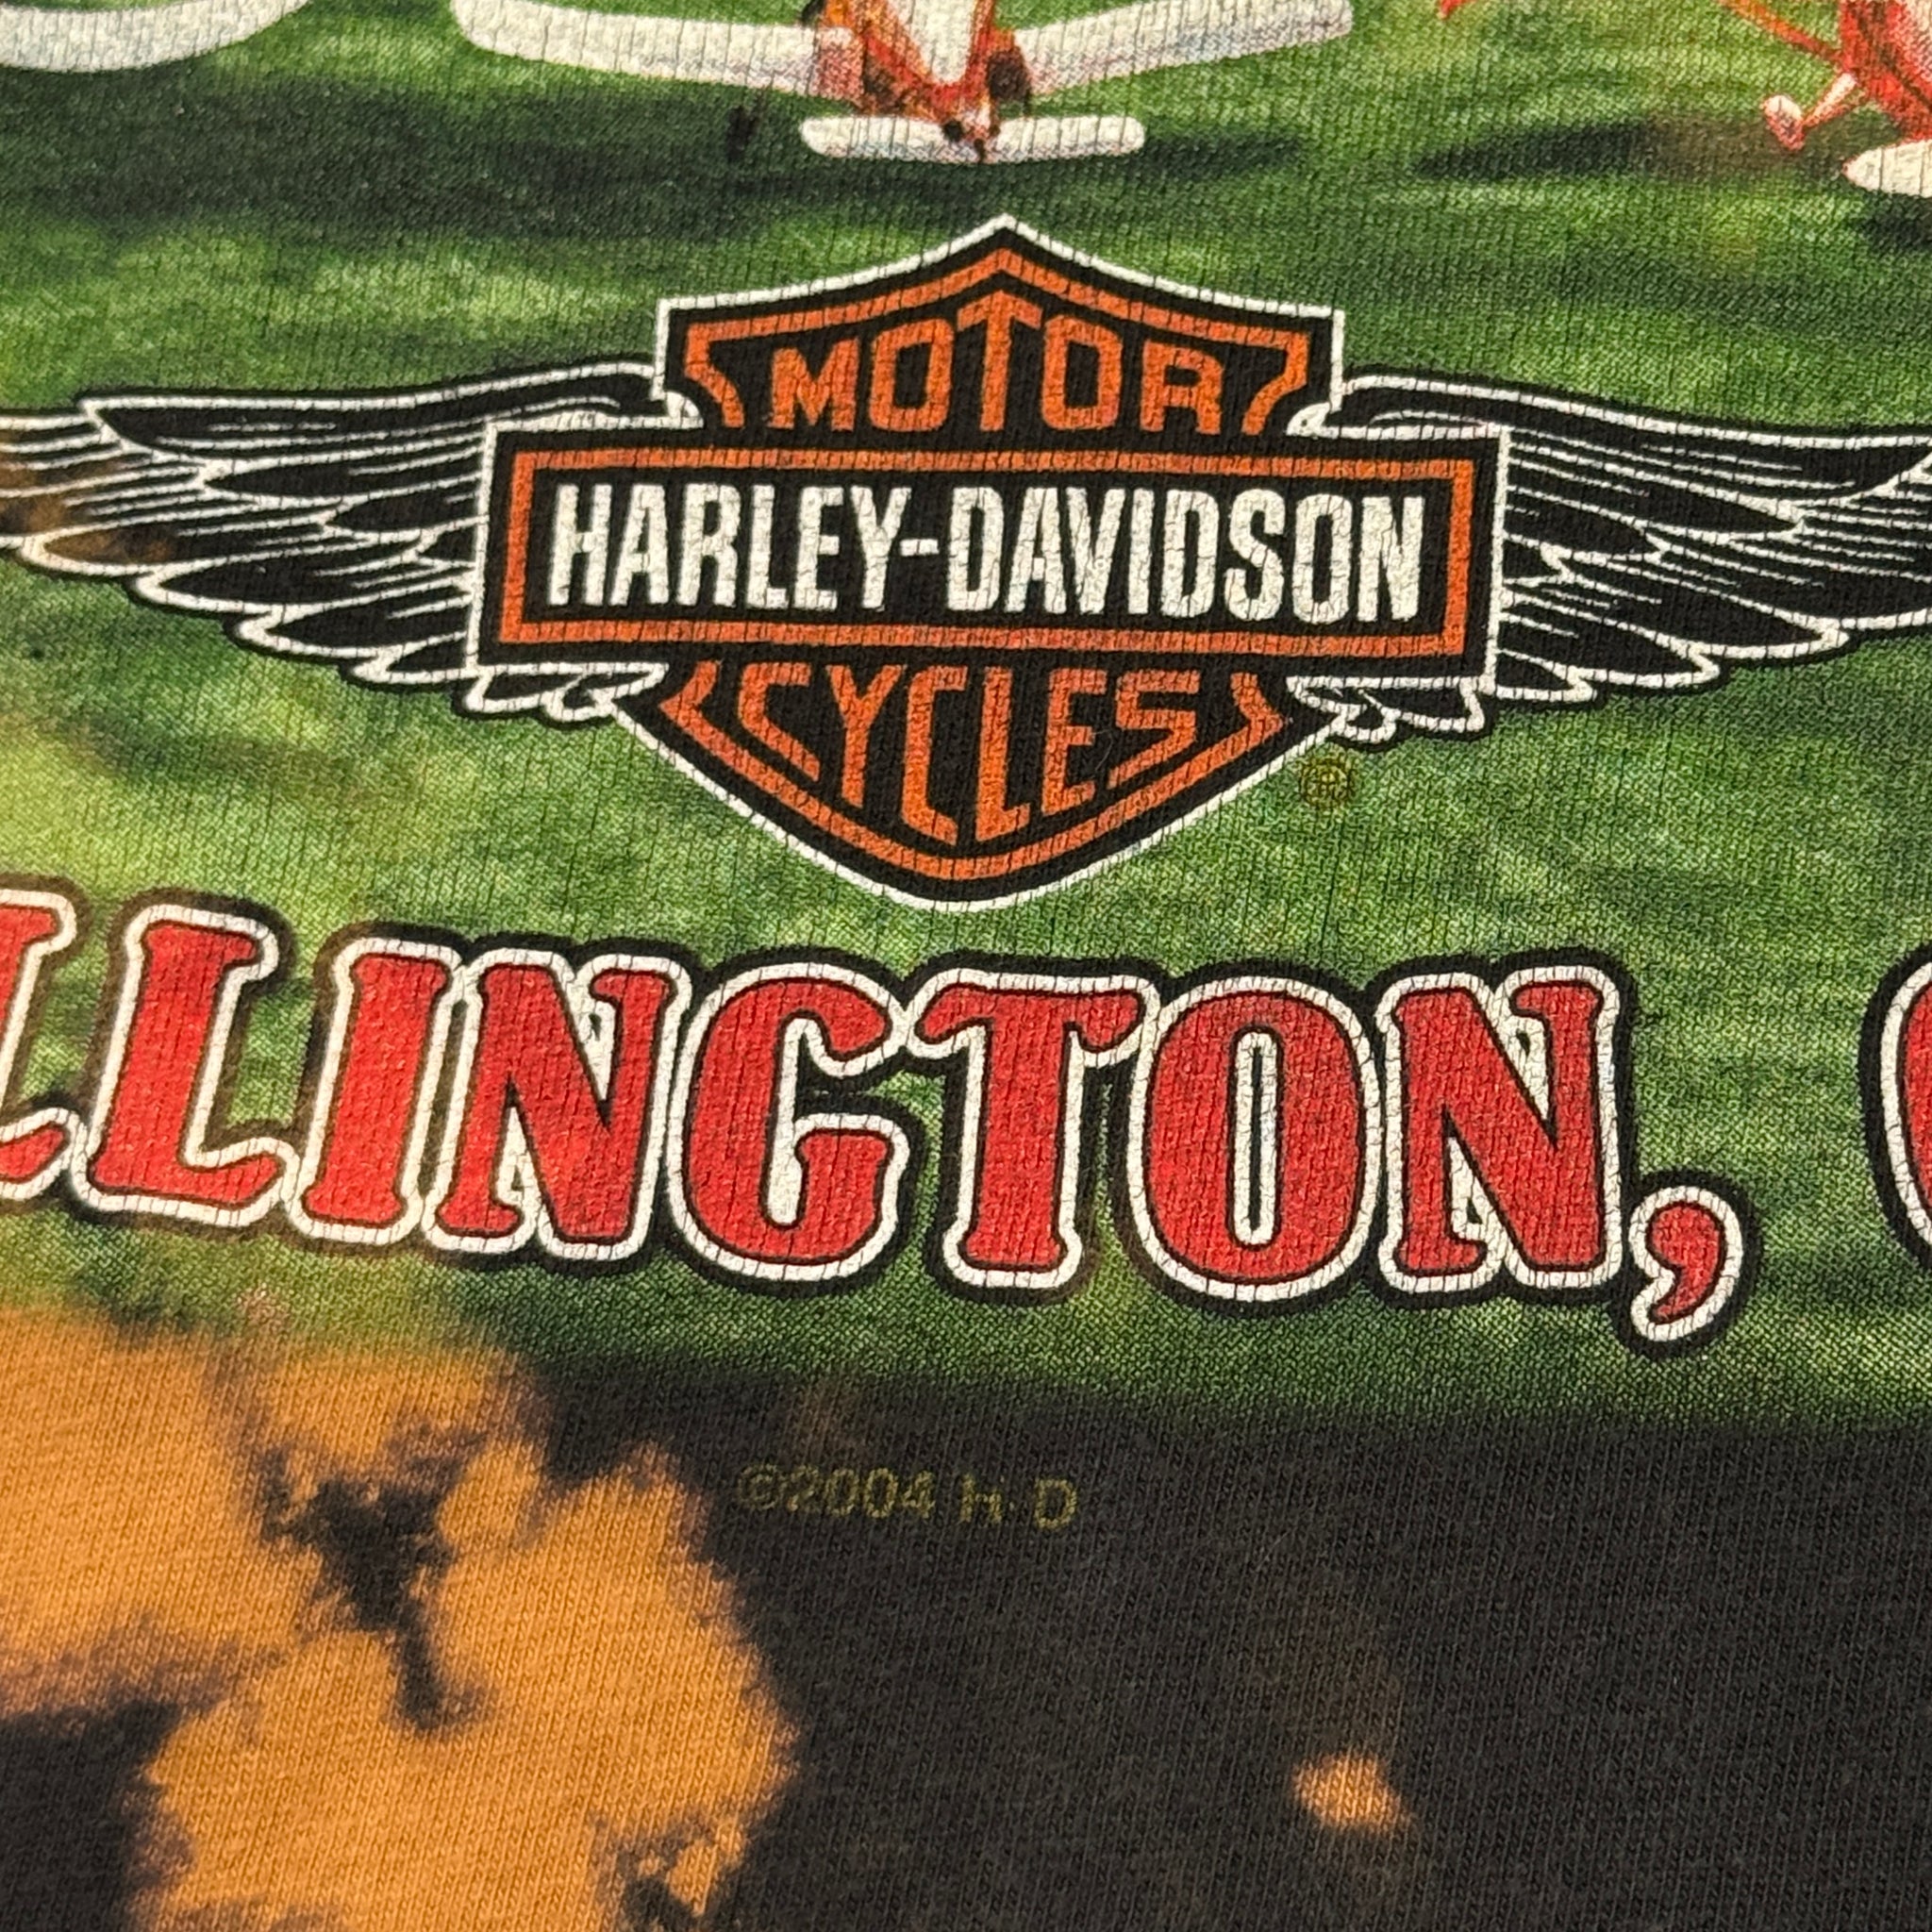 MOTOR
HARLEY-DAVIDSON
CYCLES
®
LLINGTON,
©2004 H-D